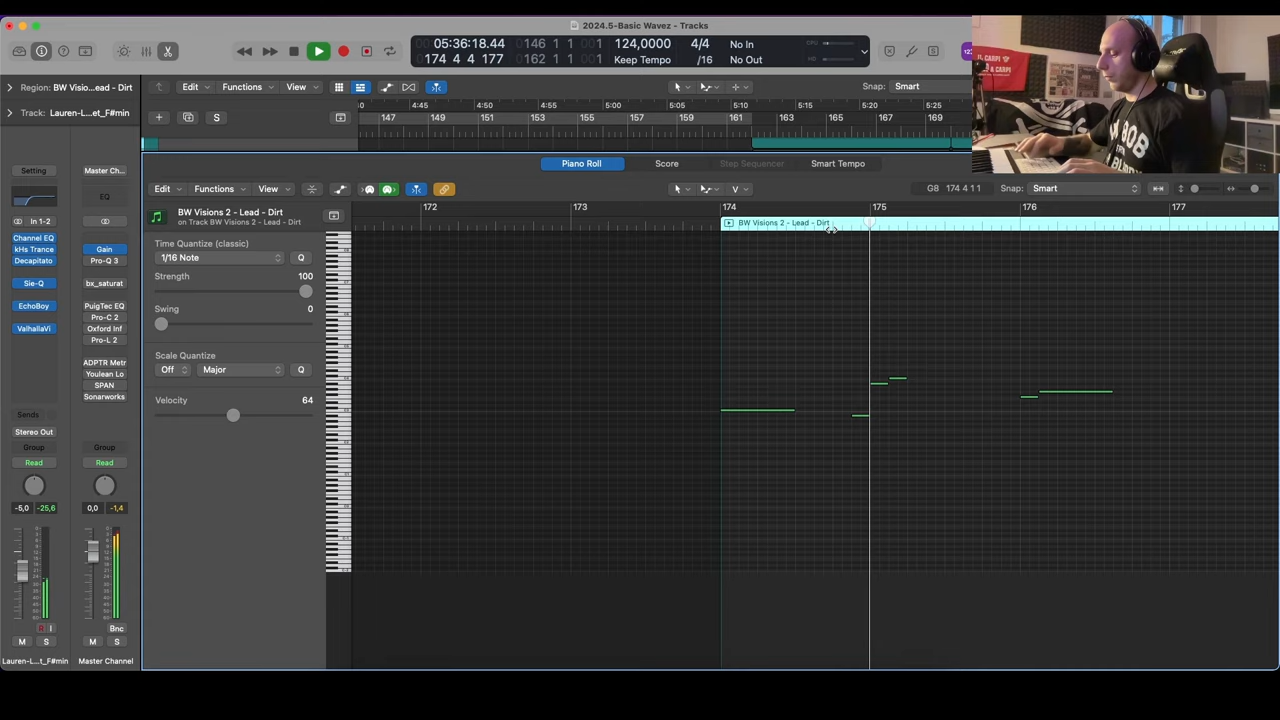 2024.5-Basic Wavez - Tracks
05:36:18.44
174 4 4 177
146 1 1 001
162 1 1 001
124,0000
Keep Tempo
4/4
/16
No In
No Out
CPU
HD
Region: BW Visio...ead - Dirt
Edit Functions View
Snap: Smart
Track: Lauren-L...et_F#min
4:45 4:50 4:55 5:00 5:05 5:10 5:15 5:20 5:25
147 149 151 153 155 157 159 161 163 165 167 169
S
Piano Roll Score Step Sequencer Smart Tempo
Setting Master Ch...
Edit Functions View
V
G8 174 4 1 1 Snap: Smart
EQ
172 173 174 175 176 177
BW Visions 2 - Lead - Dirt
on Track BW Visions 2 - Lead - Dirt
BW Visions 2 - Lead - Dirt
In 1-2
Channel EQ
kHs Trance
Decapitato
Sie-Q
EchoBoy
ValhallaVi
Gain
Pro-Q 3
bx_saturat
PuigTec EQ
Pro-C 2
Oxford Inf
Pro-L 2
ADPTR Metr
Youlean Lo
SPAN
Sonarworks
Time Quantize (classic)
1/16 Note Q
Strength 100
Swing 0
Scale Quantize
Off Major Q
Velocity 64
Sends
Stereo Out
Group Group
Read Read
-5,0 -25,6 0,0 -1,4
R I Bnc
M S M S
Lauren-L...t_F#min Master Channel